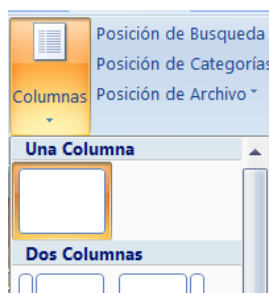 Posición de Busqueda
Posición de Categorías
Columnas
Posición de Archivo
Una Columna
Dos Columnas